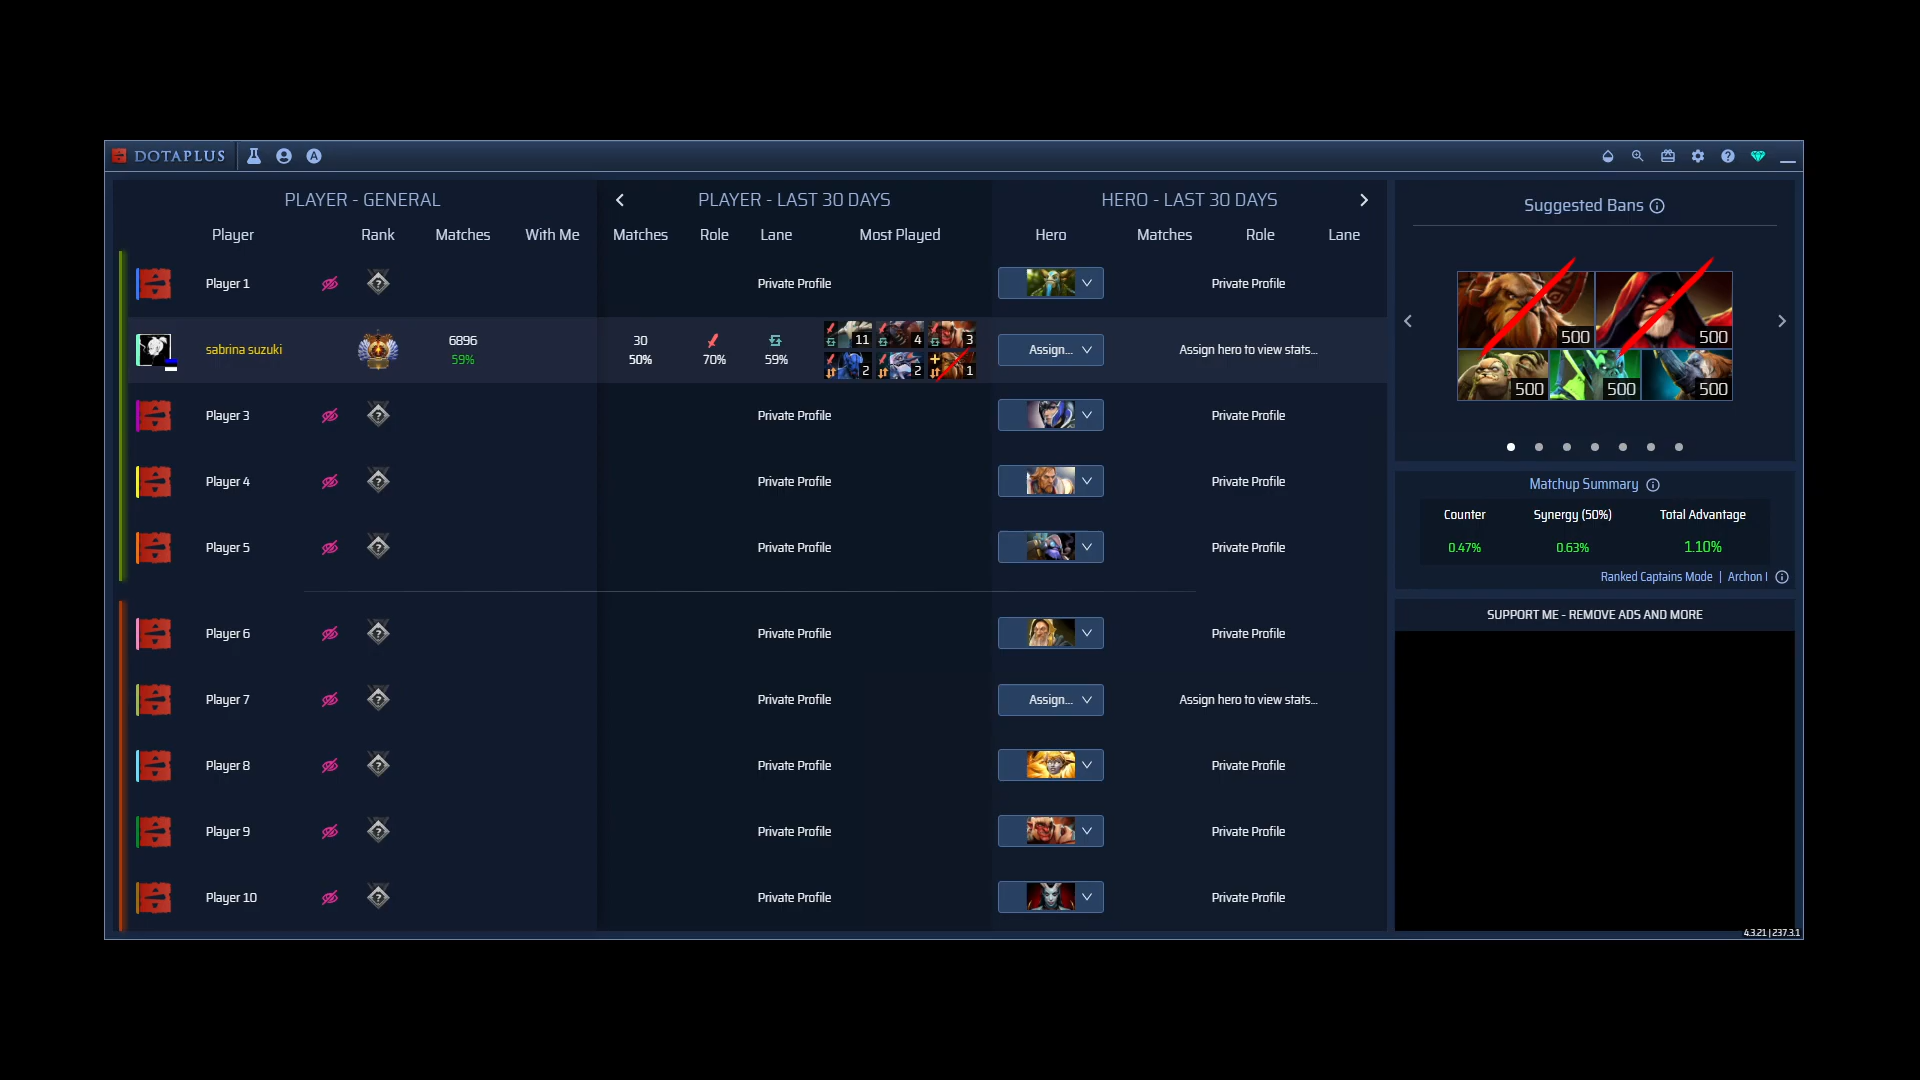 DOTAPLUS
PLAYER - GENERAL
PLAYER - LAST 30 DAYS
HERO - LAST 30 DAYS
Player Rank Matches With Me Matches Role Lane Most Played Hero Matches Role Lane
Player 1 Private Profile Private Profile
sabrina suzuki 6896 59% 30 50% 70% 59% 11 4 3 2 2 1 Assign... Assign hero to view stats...
Player 3 Private Profile Private Profile
Player 4 Private Profile Private Profile
Player 5 Private Profile Private Profile
Player 6 Private Profile Private Profile
Player 7 Private Profile Assign... Assign hero to view stats...
Player 8 Private Profile Private Profile
Player 9 Private Profile Private Profile
Player 10 Private Profile Private Profile
Suggested Bans
500 500
500 500 500
Matchup Summary
Counter Synergy (50%) Total Advantage
0.47% 0.63% 1.10%
Ranked Captains Mode | Archon I
SUPPORT ME - REMOVE ADS AND MORE
4.3.21 | 237.3.1